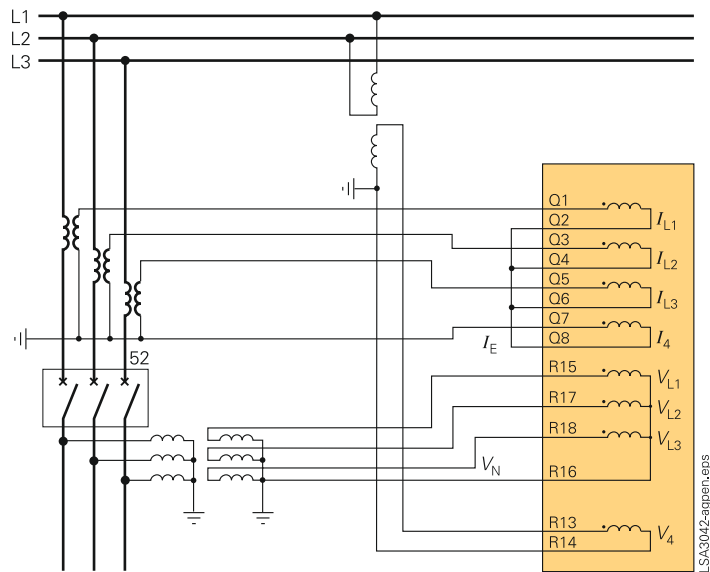 L1
L2
L3
Q1
Q2
I L1
Q3
Q4
I L2
Q5
Q6
I L3
Q7
Q8
I E
I 4
52
R15
V L1
R17
V L2
R18
V L3
V N
R16
R13
R14
V 4
LSA3042-agpen.eps